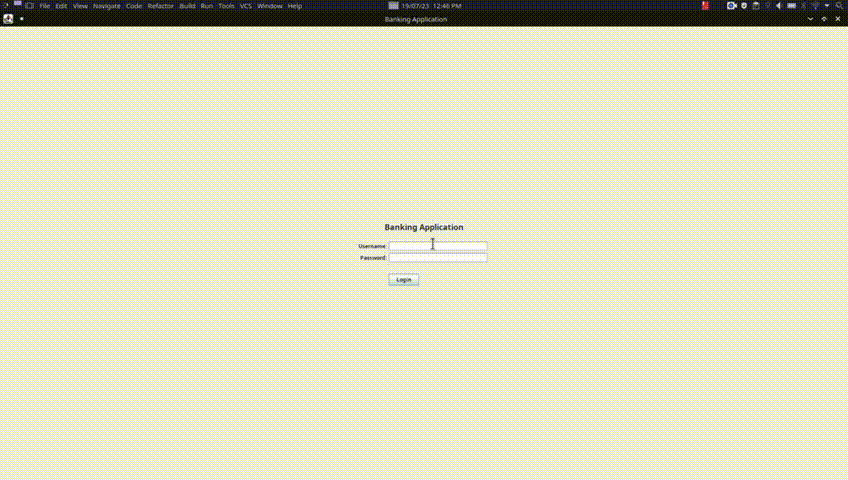 File Edit View Navigate Code Refactor Build Run Tools VCS Window Help 19/07/23 12:46 PM
Banking Application
Banking Application
Username:
Password:
Login